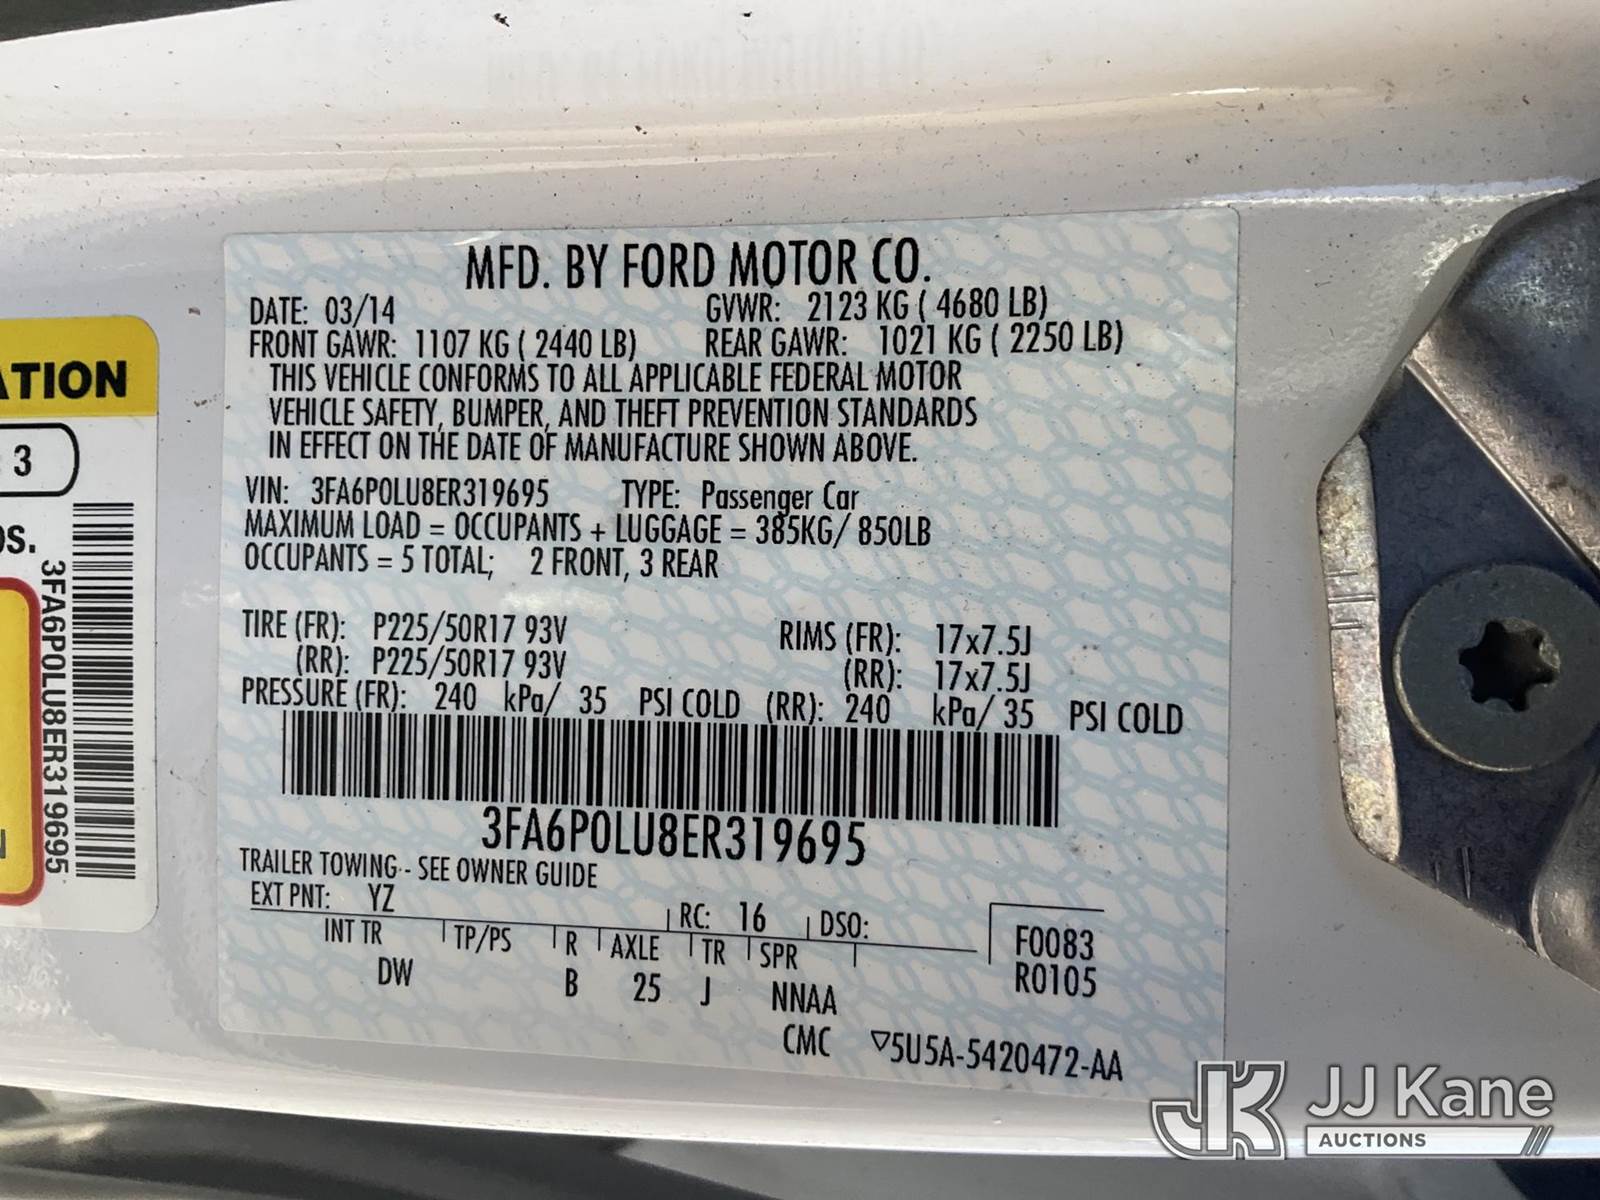 MFD. BY FORD MOTOR CO.
DATE: 03/14 GVWR: 2123 KG ( 4680 LB)
FRONT GAWR: 1107 KG ( 2440 LB) REAR GAWR: 1021 KG ( 2250 LB)
THIS VEHICLE CONFORMS TO ALL APPLICABLE FEDERAL MOTOR
VEHICLE SAFETY, BUMPER, AND THEFT PREVENTION STANDARDS
IN EFFECT ON THE DATE OF MANUFACTURE SHOWN ABOVE.
VIN: 3FA6P0LU8ER319695 TYPE: Passenger Car
MAXIMUM LOAD = OCCUPANTS + LUGGAGE = 385KG/ 850LB
OCCUPANTS = 5 TOTAL; 2 FRONT, 3 REAR
TIRE (FR): P225/50R17 93V RIMS (FR): 17x7.5J
(RR): P225/50R17 93V (RR): 17x7.5J
PRESSURE (FR): 240 kPa/ 35 PSI COLD (RR): 240 kPa/ 35 PSI COLD
3FA6P0LU8ER319695
TRAILER TOWING - SEE OWNER GUIDE
EXT PNT: YZ RC: 16 DSO:
INT TR TP/PS R AXLE TR SPR
DW B 25 J NNAA
F0083
R0105
CMC ▽5U5A-5420472-AA
ATION
3
OS.
3FA6P0LU8ER319695
N
JK JJ Kane
AUCTIONS